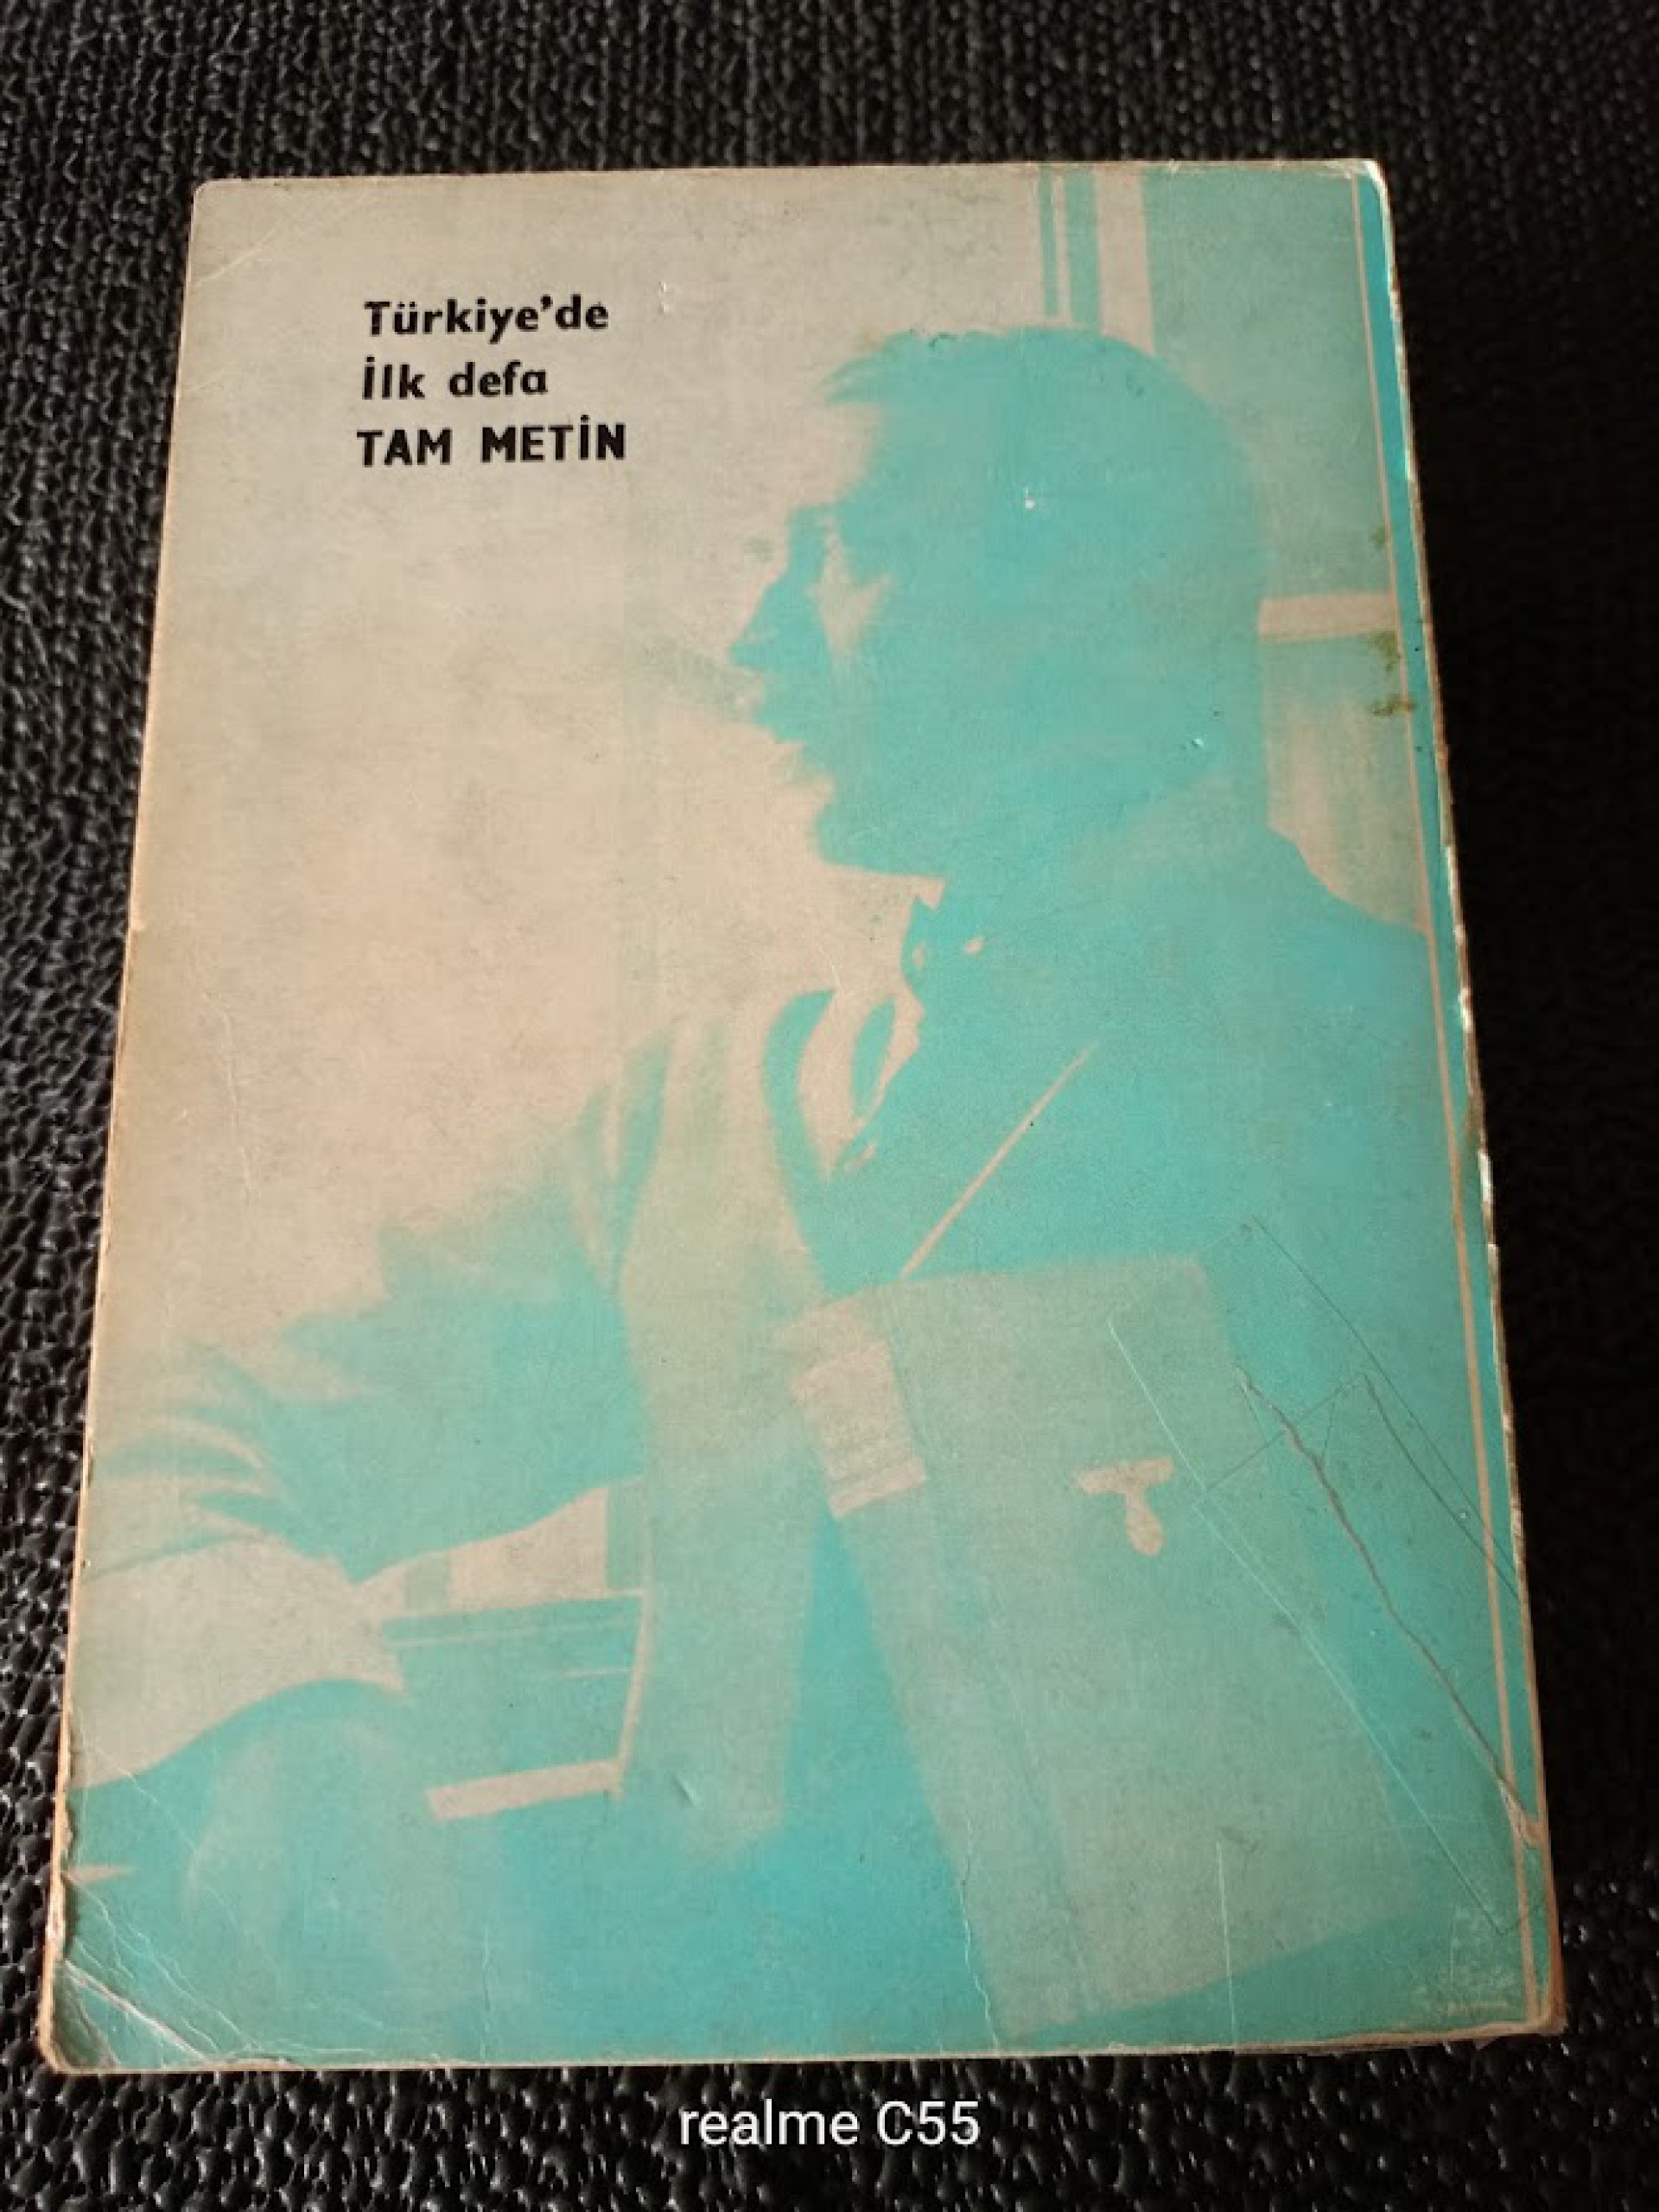 Türkiye'de
İlk defa
TAM METİN
realme C55